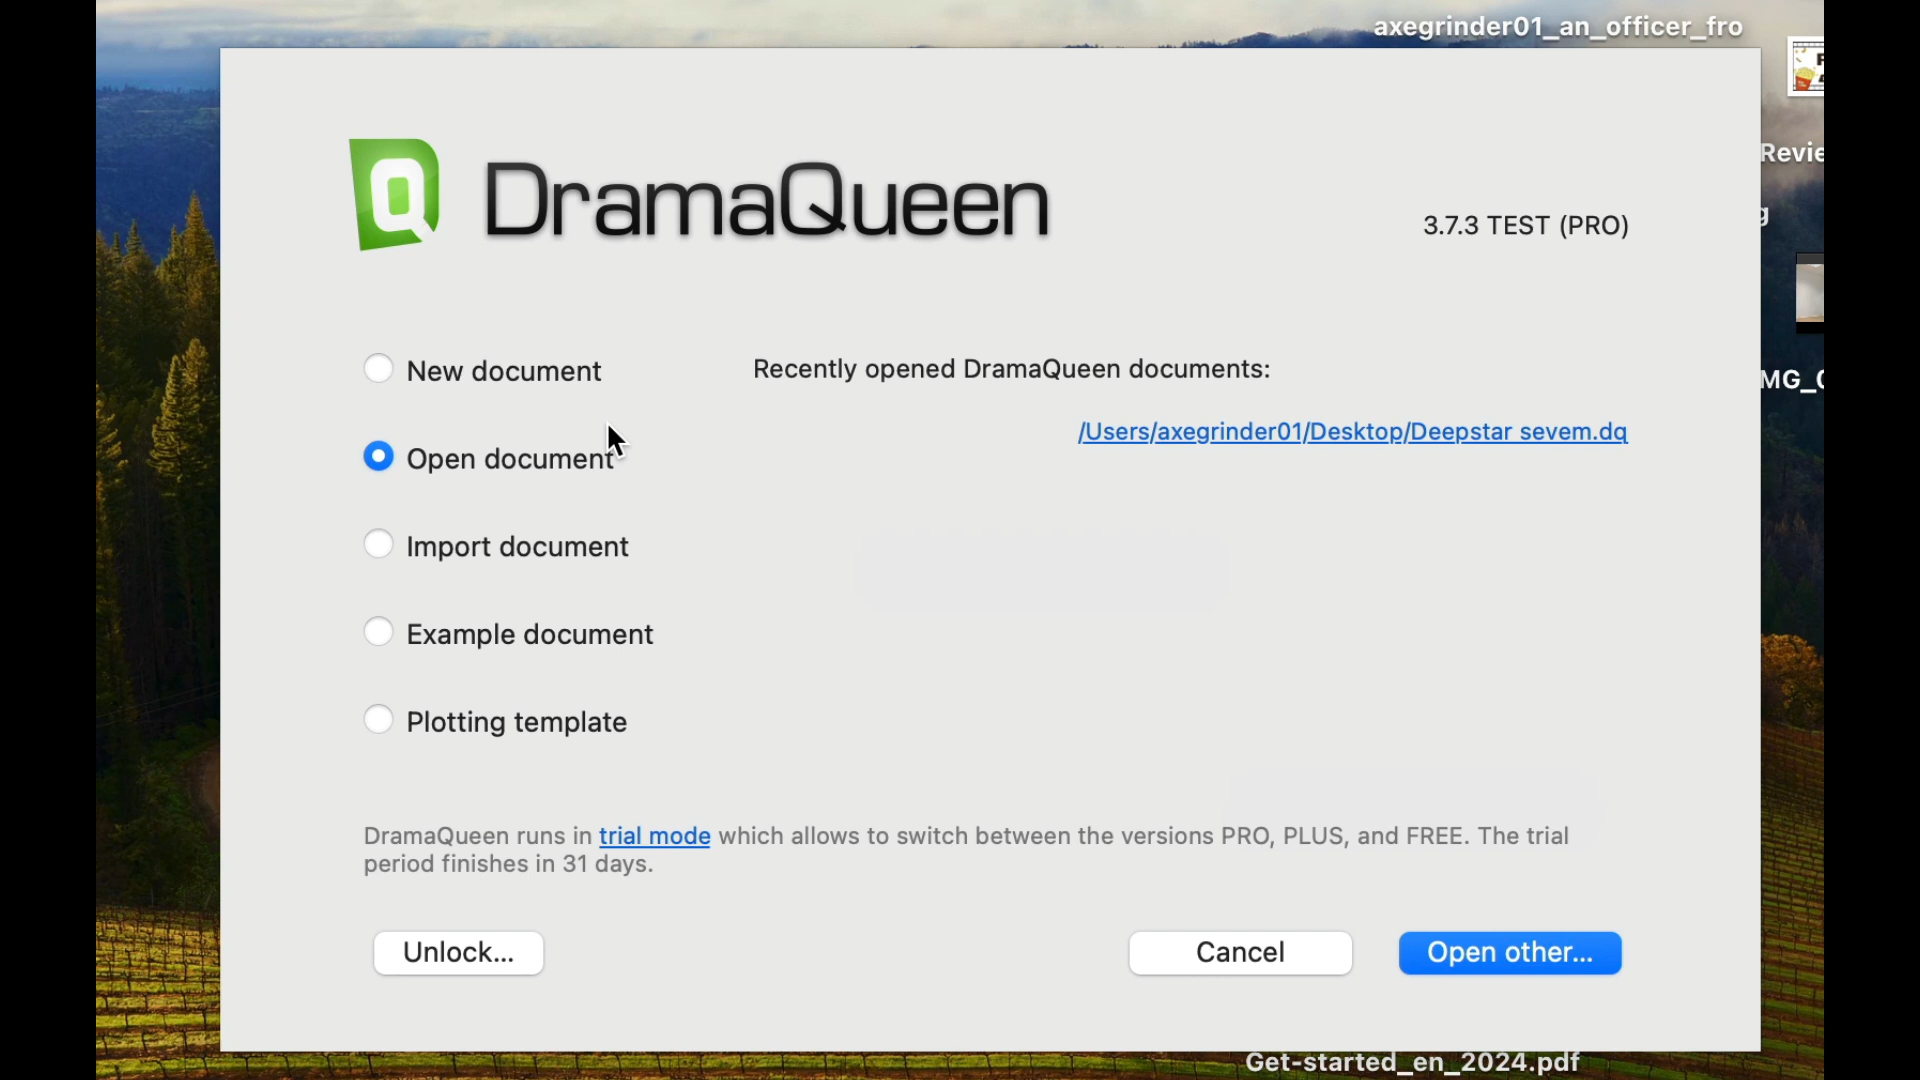 axegrinder01_an_officer_fro
DramaQueen
3.7.3 TEST (PRO)
Revie
g
MG_0
New document
Recently opened DramaQueen documents:
/Users/axegrinder01/Desktop/Deepstar sevem.dq
Open document
Import document
Example document
Plotting template
DramaQueen runs in trial mode which allows to switch between the versions PRO, PLUS, and FREE. The trial
period finishes in 31 days.
Unlock...
Cancel
Open other...
Get-started_en_2024.pdf